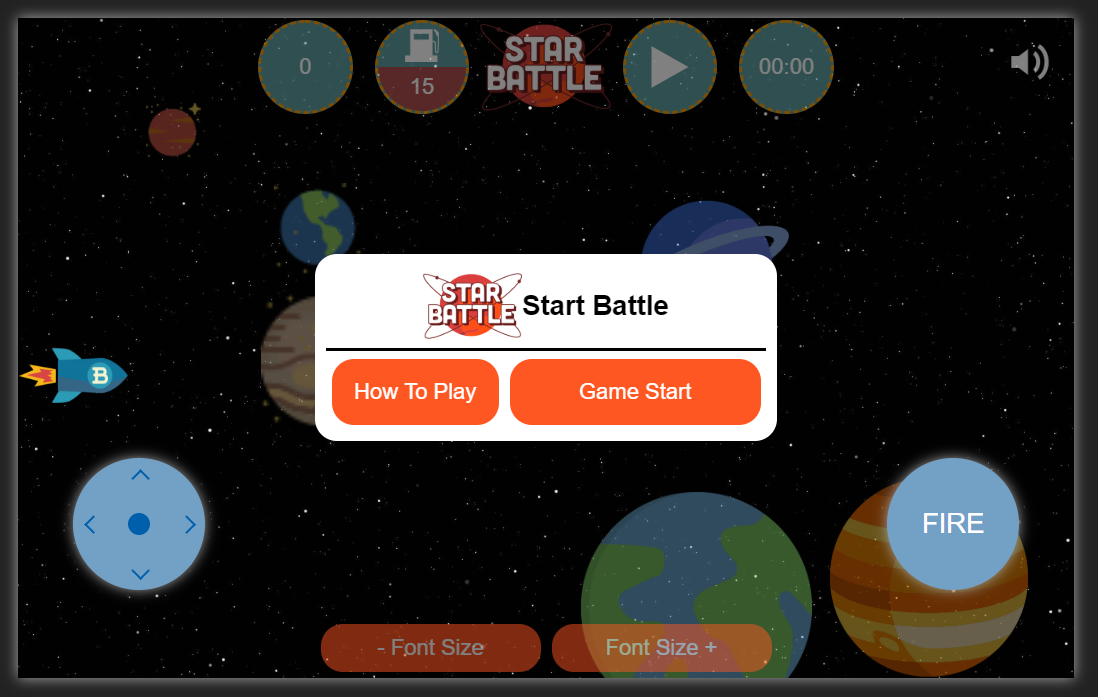 0
15
STAR
BATTLE
00:00
STAR
BATTLE
Start Battle
How To Play
Game Start
B
FIRE
- Font Size
Font Size +